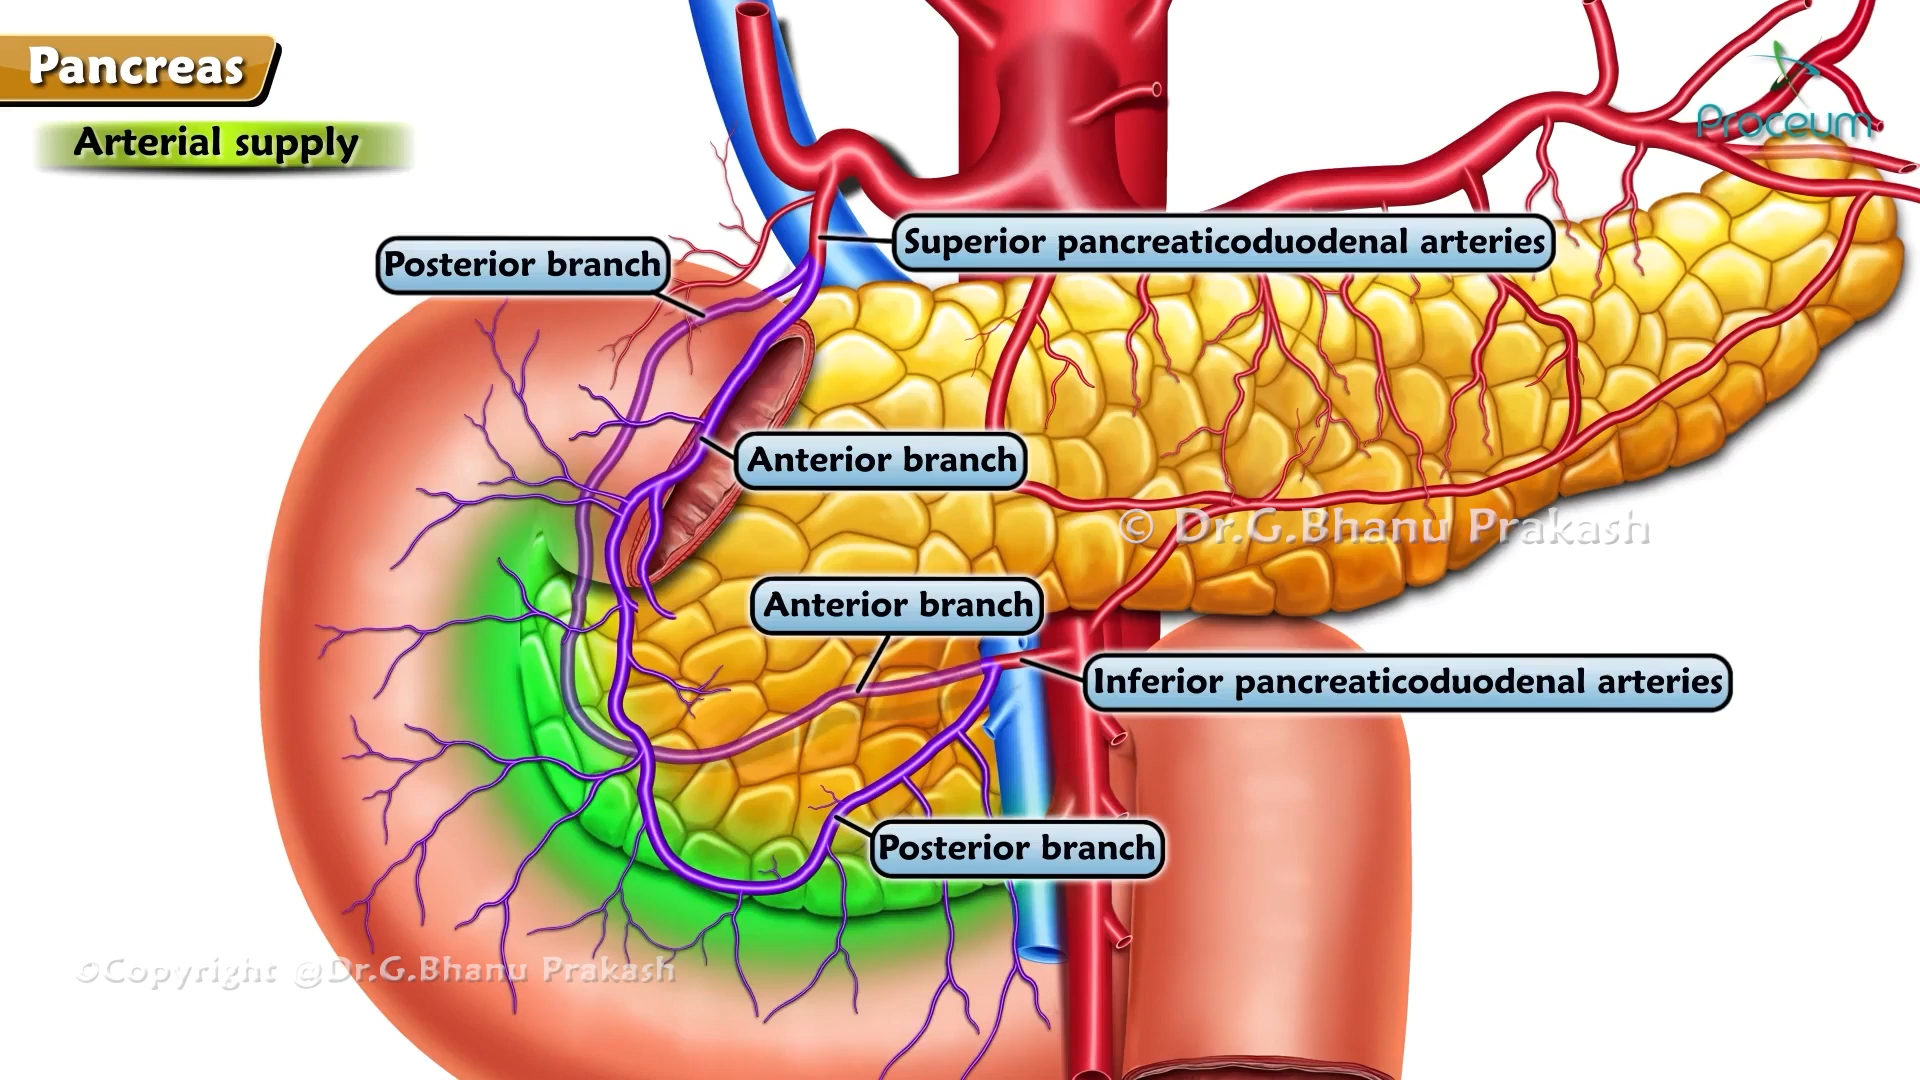 Pancreas
Arterial supply
Proceum
Superior pancreaticoduodenal arteries
Posterior branch
Anterior branch
© Dr.G.Bhanu Prakash
Anterior branch
Inferior pancreaticoduodenal arteries
Posterior branch
©Copyright @Dr.G.Bhanu Prakash